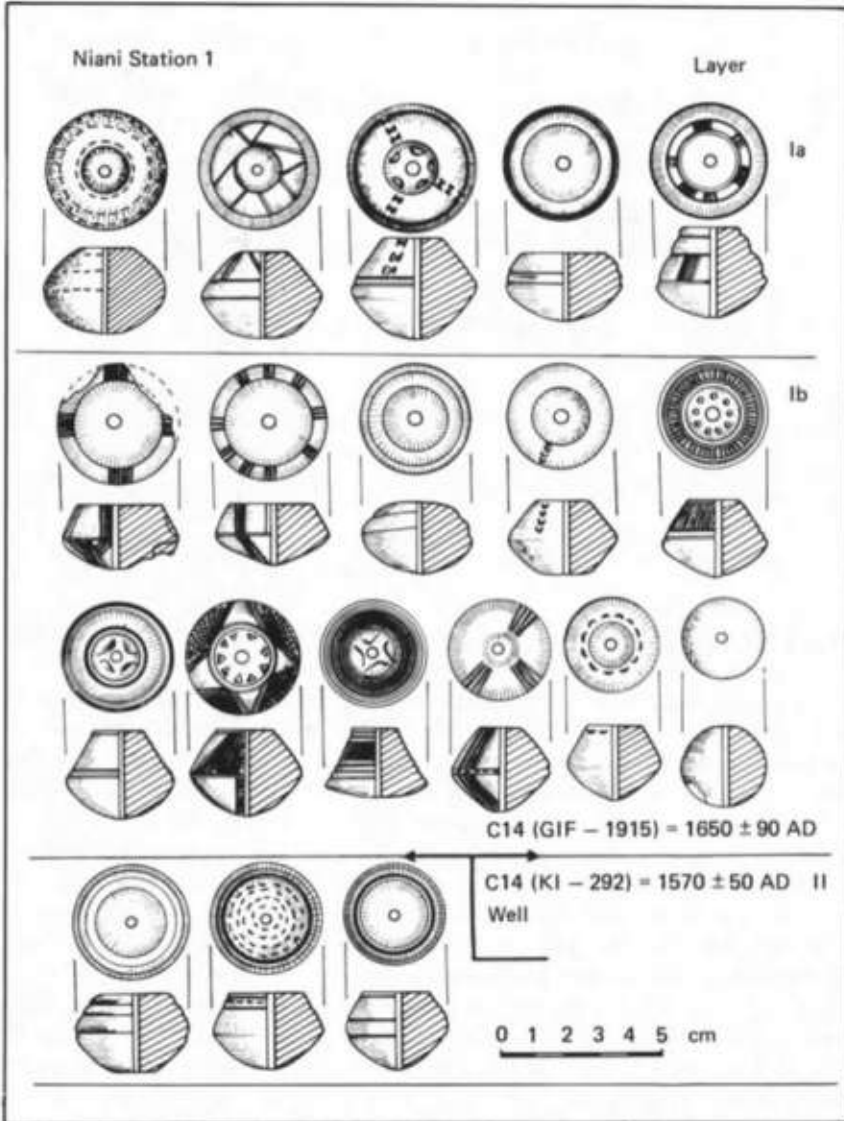 Niani Station 1
Layer
Ia
Ib
C14 (GIF – 1915) = 1650 ± 90 AD
C14 (KI – 292) = 1570 ± 50 AD II
Well
0 1 2 3 4 5 cm